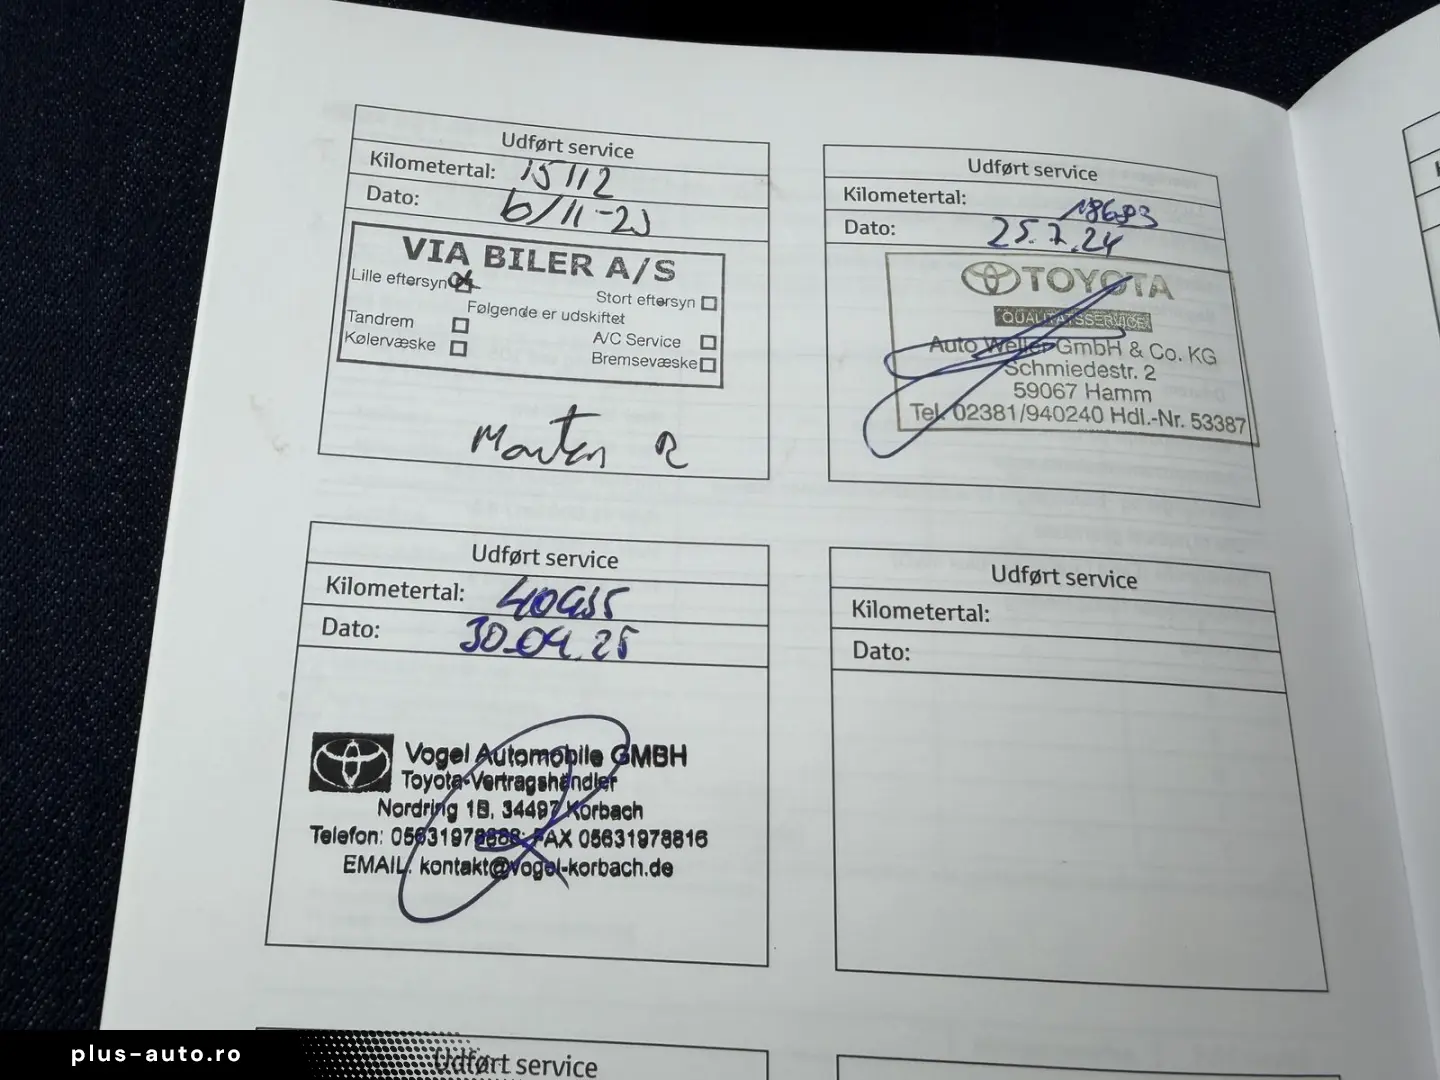 Udført service
Kilometertal: 15112
Dato: 6/11-23
VIA BILER A/S
Lille eftersyn
Stort eftersyn
Følgende er udskiftet
Tandrem
A/C Service
Kølervæske
Bremsevæske
Morten R
Udført service
Kilometertal:
Dato: 25.7.24
TOYOTA
QUALITÄTSSERVICE
Auto Weller GmbH & Co. KG
Schmiedestr. 2
59067 Hamm
Tel. 02381/940240 Hdl.-Nr. 53387
Udført service
Kilometertal:
Dato: 30.04.25
Vogel Automobile GMBH
Toyota-Vertragshändler
Nordring 1B, 34497 Korbach
Telefon: FAX 05631978816
EMAIL: kontakt@vogel-korbach.de
Udført service
Kilometertal:
Dato:
Udført service
plus-auto.ro